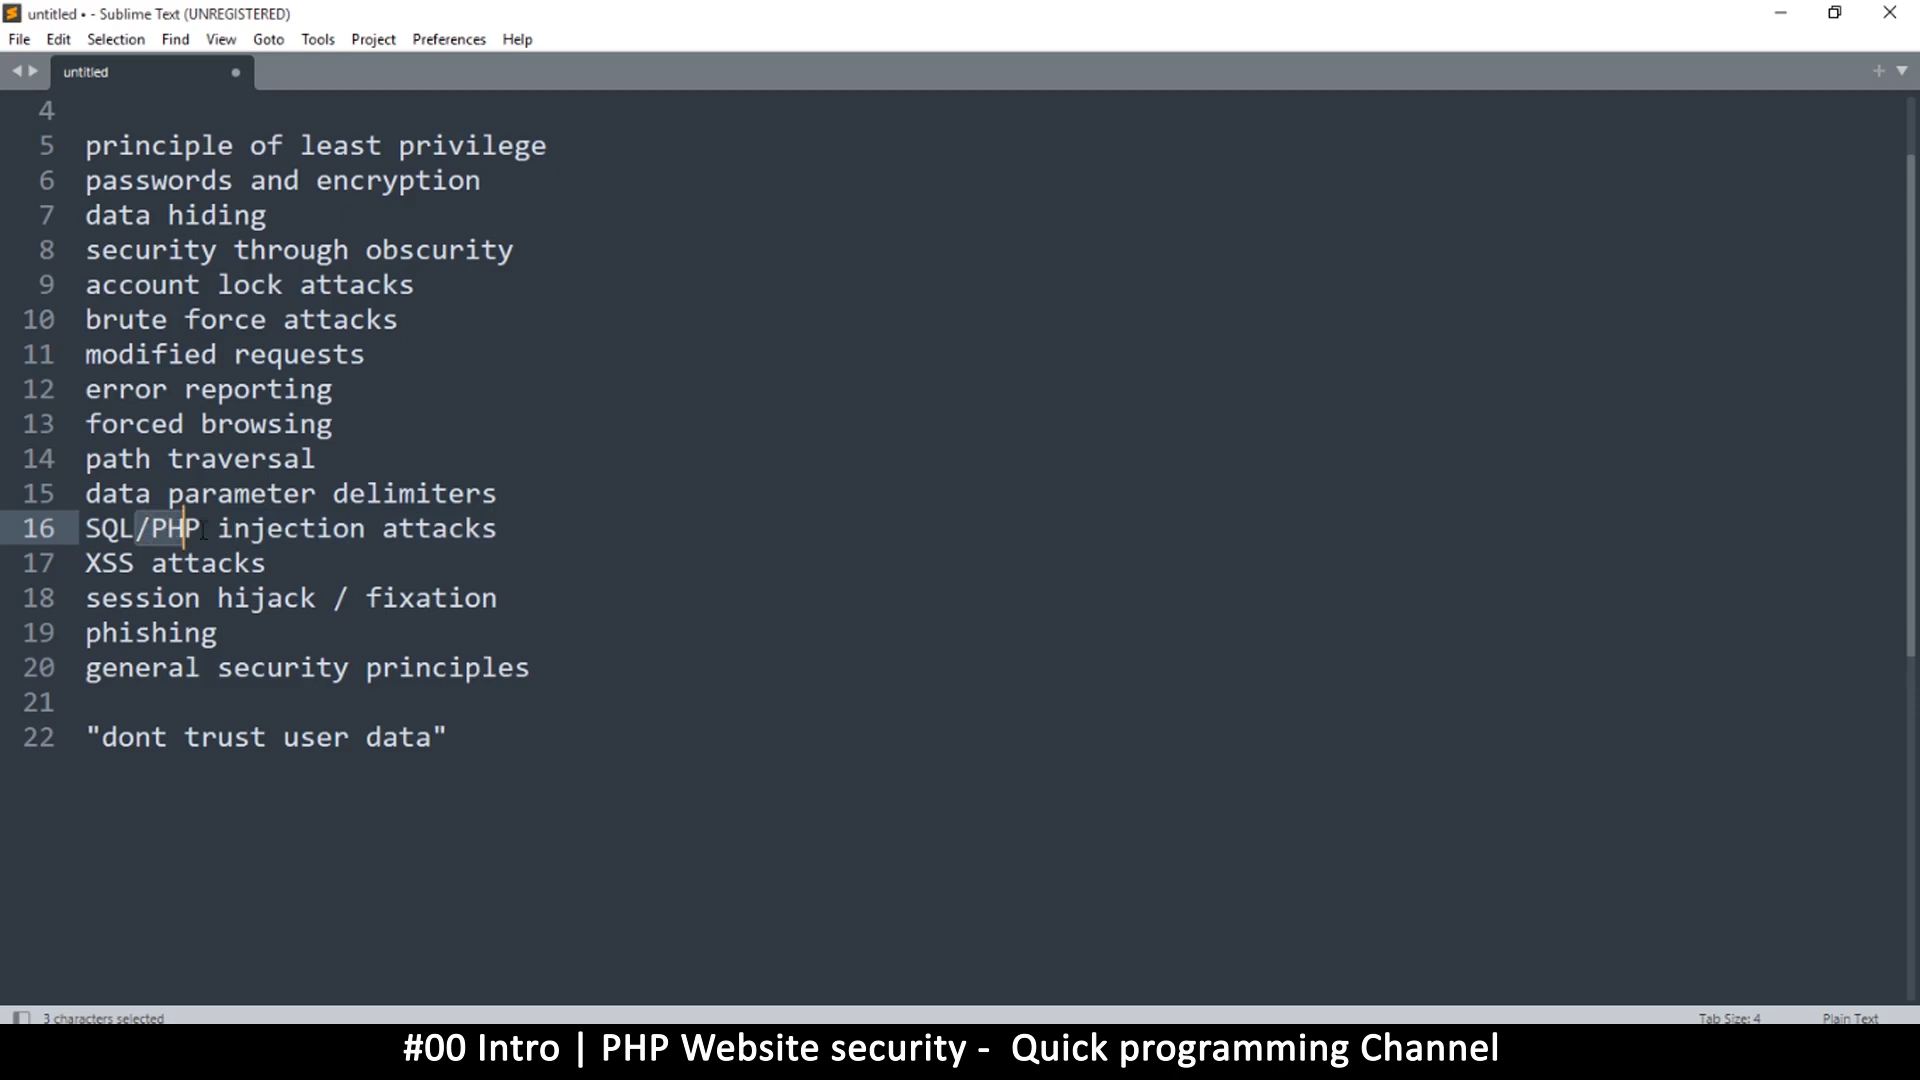 untitled • - Sublime Text (UNREGISTERED)
File Edit Selection Find View Goto Tools Project Preferences Help
untitled
4
5 principle of least privilege
6 passwords and encryption
7 data hiding
8 security through obscurity
9 account lock attacks
10 brute force attacks
11 modified requests
12 error reporting
13 forced browsing
14 path traversal
15 data parameter delimiters
16 SQL/PHP injection attacks
17 XSS attacks
18 session hijack / fixation
19 phishing
20 general security principles
21
22 "dont trust user data"
3 characters selected Tab Size: 4 Plain Text
#00 Intro | PHP Website security - Quick programming Channel